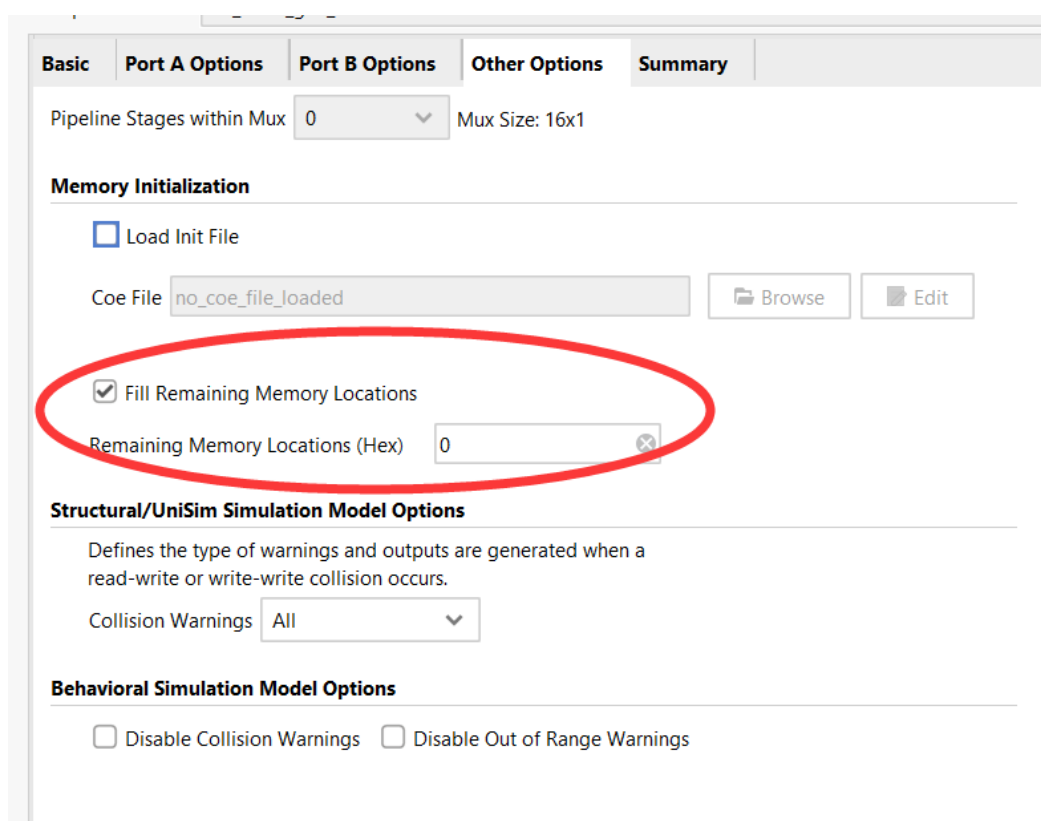 Basic Port A Options Port B Options Other Options Summary
Pipeline Stages within Mux 0 Mux Size: 16x1
Memory Initialization
Load Init File
Coe File no_coe_file_loaded Browse Edit
Fill Remaining Memory Locations
Remaining Memory Locations (Hex) 0
Structural/UniSim Simulation Model Options
Defines the type of warnings and outputs are generated when a
read-write or write-write collision occurs.
Collision Warnings All
Behavioral Simulation Model Options
Disable Collision Warnings Disable Out of Range Warnings